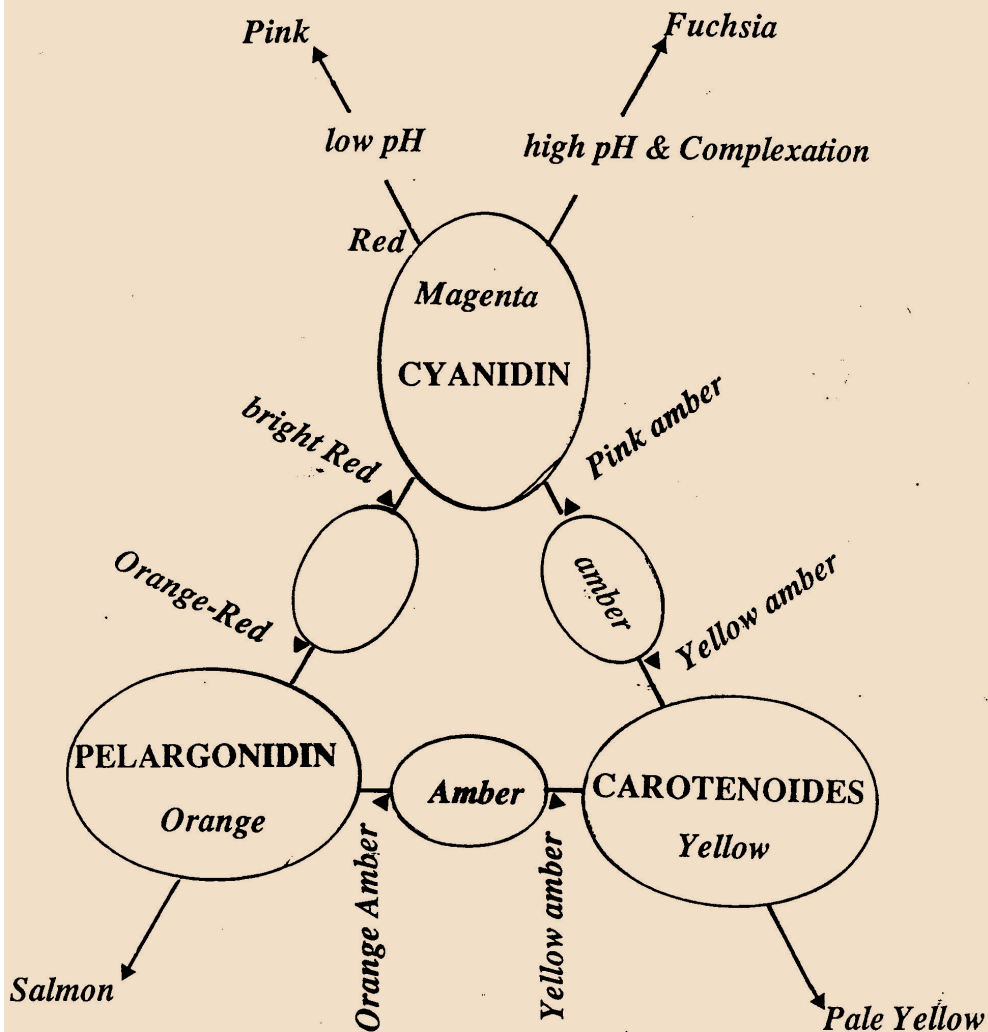 Pink
Fuchsia
low pH
high pH & Complexation
Red
Magenta
CYANIDIN
bright Red
Pink amber
Orange-Red
amber
Yellow amber
PELARGONIDIN
Orange
Amber
CAROTENOIDES
Yellow
Orange Amber
Yellow amber
Salmon
Pale Yellow